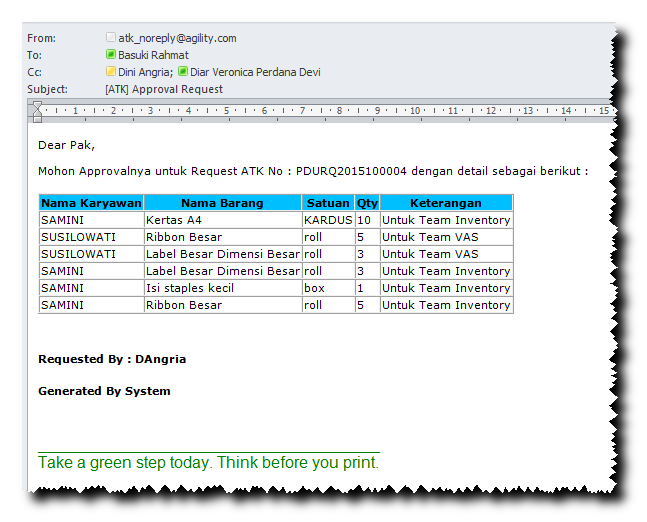 From: atk_noreply@agility.com
To: Basuki Rahmat
Cc: Dini Angria; Diar Veronica Perdana Devi
Subject: [ATK] Approval Request
1 2 3 4 5 6 7 8 9 10 11 12 13 14 15
Dear Pak,
Mohon Approvalnya untuk Request ATK No : PDURQ2015100004 dengan detail sebagai berikut :
Nama Karyawan Nama Barang Satuan Qty Keterangan
SAMINI Kertas A4 KARDUS 10 Untuk Team Inventory
SUSILOWATI Ribbon Besar roll 5 Untuk Team VAS
SUSILOWATI Label Besar Dimensi Besar roll 3 Untuk Team VAS
SAMINI Label Besar Dimensi Besar roll 3 Untuk Team Inventory
SAMINI Isi staples kecil box 1 Untuk Team Inventory
SAMINI Ribbon Besar roll 5 Untuk Team Inventory
Requested By : DAngria
Generated By System
Take a green step today. Think before you print.